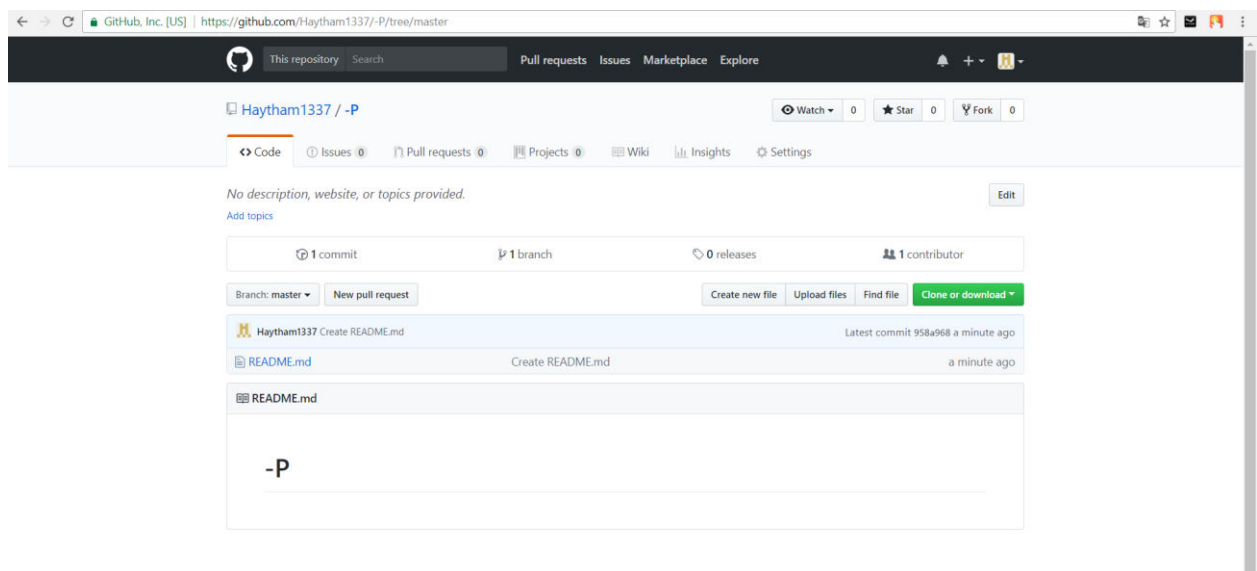 GitHub, Inc. [US] https://github.com/Haytham1337/-P/tree/master
This repository Search Pull requests Issues Marketplace Explore
Haytham1337 / -P Watch 0 Star 0 Fork 0
Code Issues 0 Pull requests 0 Projects 0 Wiki Insights Settings
No description, website, or topics provided. Edit
Add topics
1 commit 1 branch 0 releases 1 contributor
Branch: master New pull request Create new file Upload files Find file Clone or download
Haytham1337 Create README.md Latest commit 958a968 a minute ago
README.md Create README.md a minute ago
README.md
-P